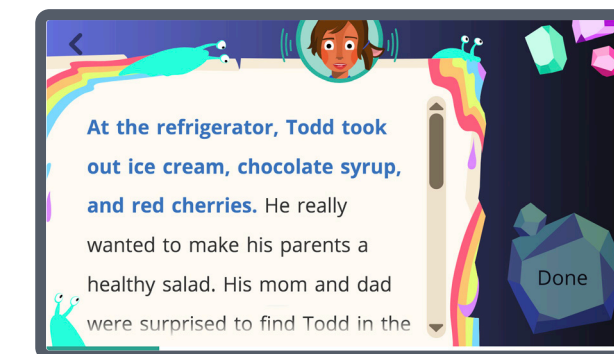 At the refrigerator, Todd took
out ice cream, chocolate syrup,
and red cherries. He really
wanted to make his parents a
healthy salad. His mom and dad
were surprised to find Todd in the
Done